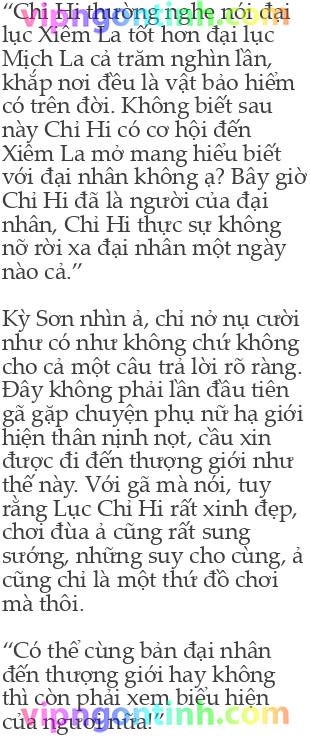 “Chỉ Hi thường nghe nói đại
lục Xiêm La tốt hơn đại lục
Mịch La cả trăm nghìn lần,
khắp nơi đều là vật bảo hiểm
có trên đời. Không biết sau
này Chỉ Hi có cơ hội đến
Xiêm La mở mang hiểu biết
với đại nhân không ạ? Bây giờ
Chỉ Hi đã là người của đại
nhân, Chỉ Hi thực sự không
nỡ rời xa đại nhân một ngày
nào cả.”
Kỳ Sơn nhìn ả, chỉ nở nụ cười
như có như không chứ không
cho cả một câu trả lời rõ ràng.
Đây không phải lần đầu tiên
gã gặp chuyện phụ nữ hạ giới
hiện thân nịnh nọt, cầu xin
được đi đến thượng giới như
thế này. Với gã mà nói, tuy
rằng Lục Chỉ Hi rất xinh đẹp,
chơi đùa ả cũng rất sung
sướng, những suy cho cùng, ả
cũng chỉ là một thứ đồ chơi
mà thôi.
“Có thể cùng bản đại nhân
đến thượng giới hay không
thì còn phải xem biểu hiện
của ngươi nữa!”
vipngontinh.com
vipngontinh.com